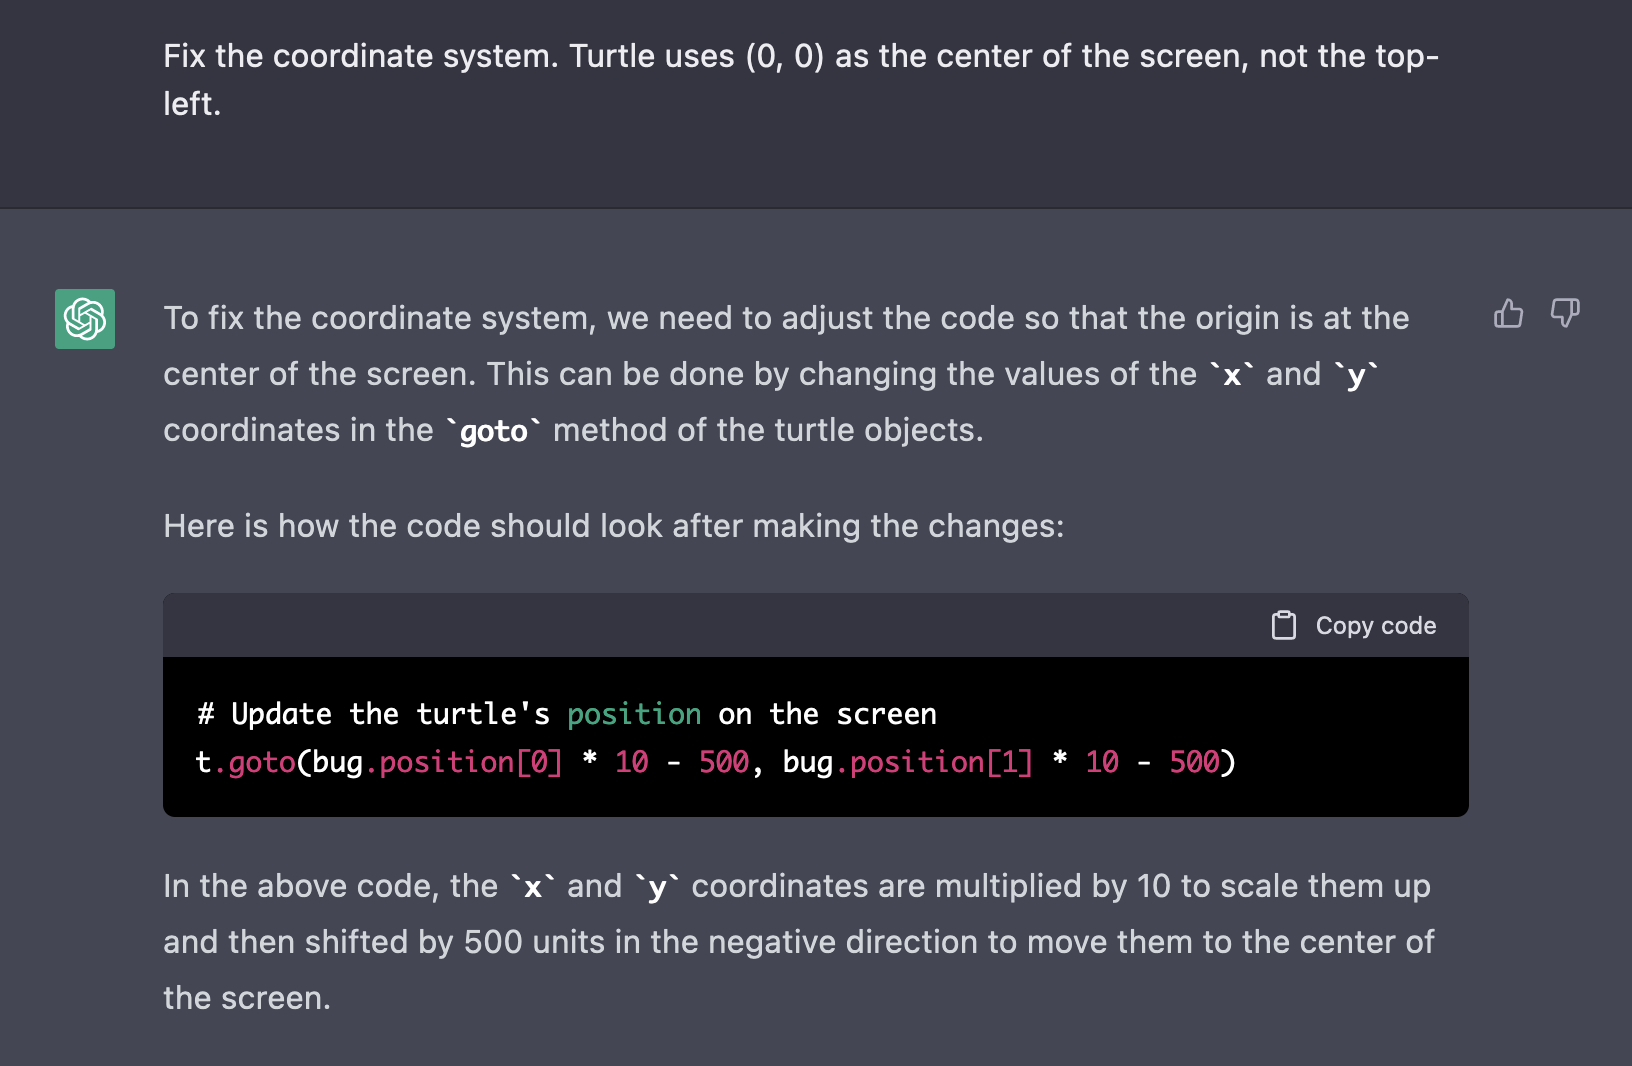 Fix the coordinate system. Turtle uses (0, 0) as the center of the screen, not the top-
left.
To fix the coordinate system, we need to adjust the code so that the origin is at the
center of the screen. This can be done by changing the values of the `x` and `y`
coordinates in the `goto` method of the turtle objects.
Here is how the code should look after making the changes:
Copy code
# Update the turtle's position on the screen
t.goto(bug.position[0] * 10 - 500, bug.position[1] * 10 - 500)
In the above code, the `x` and `y` coordinates are multiplied by 10 to scale them up
and then shifted by 500 units in the negative direction to move them to the center of
the screen.